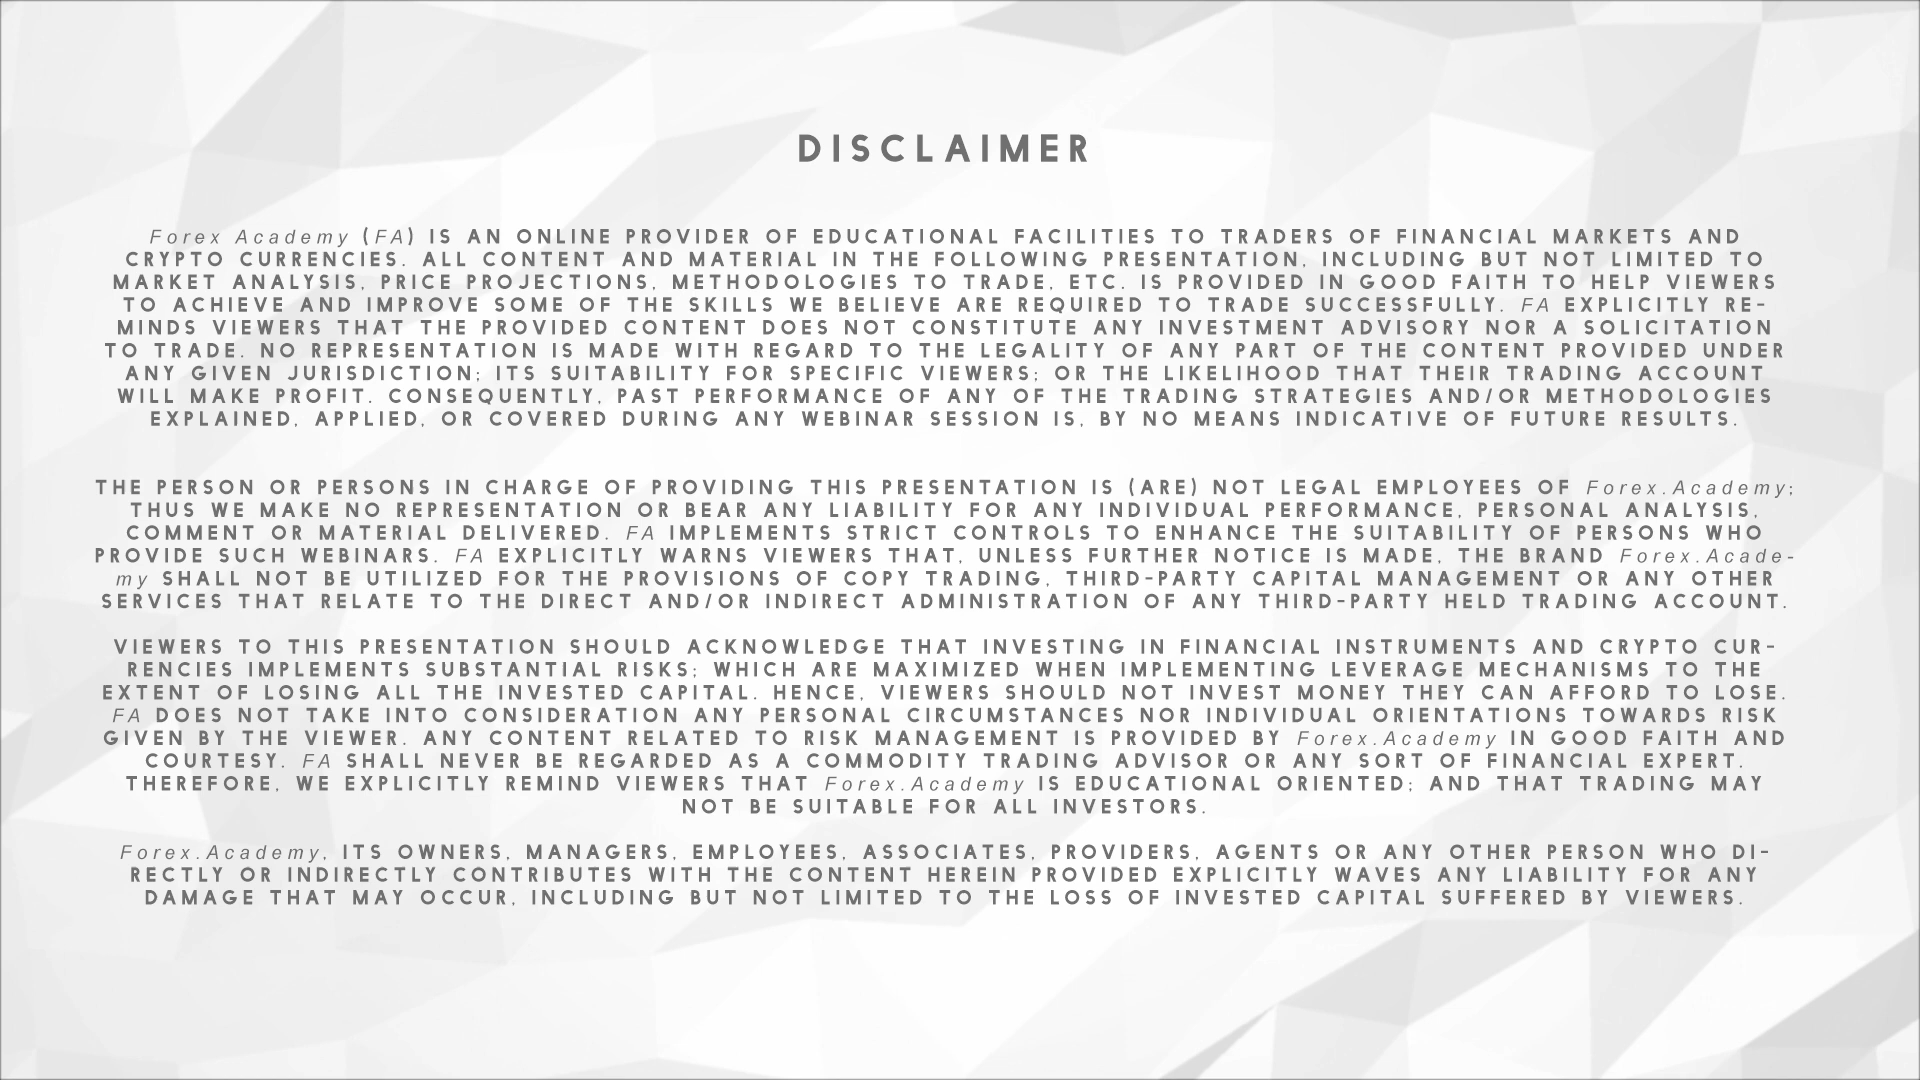 DISCLAIMER
Forex Academy (FA) IS AN ONLINE PROVIDER OF EDUCATIONAL FACILITIES TO TRADERS OF FINANCIAL MARKETS AND
CRYPTO CURRENCIES. ALL CONTENT AND MATERIAL IN THE FOLLOWING PRESENTATION, INCLUDING BUT NOT LIMITED TO
MARKET ANALYSIS, PRICE PROJECTIONS, METHODOLOGIES TO TRADE, ETC. IS PROVIDED IN GOOD FAITH TO HELP VIEWERS
TO ACHIEVE AND IMPROVE SOME OF THE SKILLS WE BELIEVE ARE REQUIRED TO TRADE SUCCESSFULLY. FA EXPLICITLY RE-
MINDS VIEWERS THAT THE PROVIDED CONTENT DOES NOT CONSTITUTE ANY INVESTMENT ADVISORY NOR A SOLICITATION
TO TRADE. NO REPRESENTATION IS MADE WITH REGARD TO THE LEGALITY OF ANY PART OF THE CONTENT PROVIDED UNDER
ANY GIVEN JURISDICTION; ITS SUITABILITY FOR SPECIFIC VIEWERS; OR THE LIKELIHOOD THAT THEIR TRADING ACCOUNT
WILL MAKE PROFIT. CONSEQUENTLY, PAST PERFORMANCE OF ANY OF THE TRADING STRATEGIES AND/OR METHODOLOGIES
EXPLAINED, APPLIED, OR COVERED DURING ANY WEBINAR SESSION IS, BY NO MEANS INDICATIVE OF FUTURE RESULTS.
THE PERSON OR PERSONS IN CHARGE OF PROVIDING THIS PRESENTATION IS (ARE) NOT LEGAL EMPLOYEES OF Forex.Academy;
THUS WE MAKE NO REPRESENTATION OR BEAR ANY LIABILITY FOR ANY INDIVIDUAL PERFORMANCE, PERSONAL ANALYSIS,
COMMENT OR MATERIAL DELIVERED. FA IMPLEMENTS STRICT CONTROLS TO ENHANCE THE SUITABILITY OF PERSONS WHO
PROVIDE SUCH WEBINARS. FA EXPLICITLY WARNS VIEWERS THAT, UNLESS FURTHER NOTICE IS MADE, THE BRAND Forex.Acade-
my SHALL NOT BE UTILIZED FOR THE PROVISIONS OF COPY TRADING, THIRD-PARTY CAPITAL MANAGEMENT OR ANY OTHER
SERVICES THAT RELATE TO THE DIRECT AND/OR INDIRECT ADMINISTRATION OF ANY THIRD-PARTY HELD TRADING ACCOUNT.
VIEWERS TO THIS PRESENTATION SHOULD ACKNOWLEDGE THAT INVESTING IN FINANCIAL INSTRUMENTS AND CRYPTO CUR-
RENCIES IMPLEMENTS SUBSTANTIAL RISKS; WHICH ARE MAXIMIZED WHEN IMPLEMENTING LEVERAGE MECHANISMS TO THE
EXTENT OF LOSING ALL THE INVESTED CAPITAL. HENCE, VIEWERS SHOULD NOT INVEST MONEY THEY CAN AFFORD TO LOSE.
FA DOES NOT TAKE INTO CONSIDERATION ANY PERSONAL CIRCUMSTANCES NOR INDIVIDUAL ORIENTATIONS TOWARDS RISK
GIVEN BY THE VIEWER. ANY CONTENT RELATED TO RISK MANAGEMENT IS PROVIDED BY Forex.Academy IN GOOD FAITH AND
COURTESY. FA SHALL NEVER BE REGARDED AS A COMMODITY TRADING ADVISOR OR ANY SORT OF FINANCIAL EXPERT.
THEREFORE, WE EXPLICITLY REMIND VIEWERS THAT Forex.Academy IS EDUCATIONAL ORIENTED; AND THAT TRADING MAY
NOT BE SUITABLE FOR ALL INVESTORS.
Forex.Academy, ITS OWNERS, MANAGERS, EMPLOYEES, ASSOCIATES, PROVIDERS, AGENTS OR ANY OTHER PERSON WHO DI-
RECTLY OR INDIRECTLY CONTRIBUTES WITH THE CONTENT HEREIN PROVIDED EXPLICITLY WAVES ANY LIABILITY FOR ANY
DAMAGE THAT MAY OCCUR, INCLUDING BUT NOT LIMITED TO THE LOSS OF INVESTED CAPITAL SUFFERED BY VIEWERS.